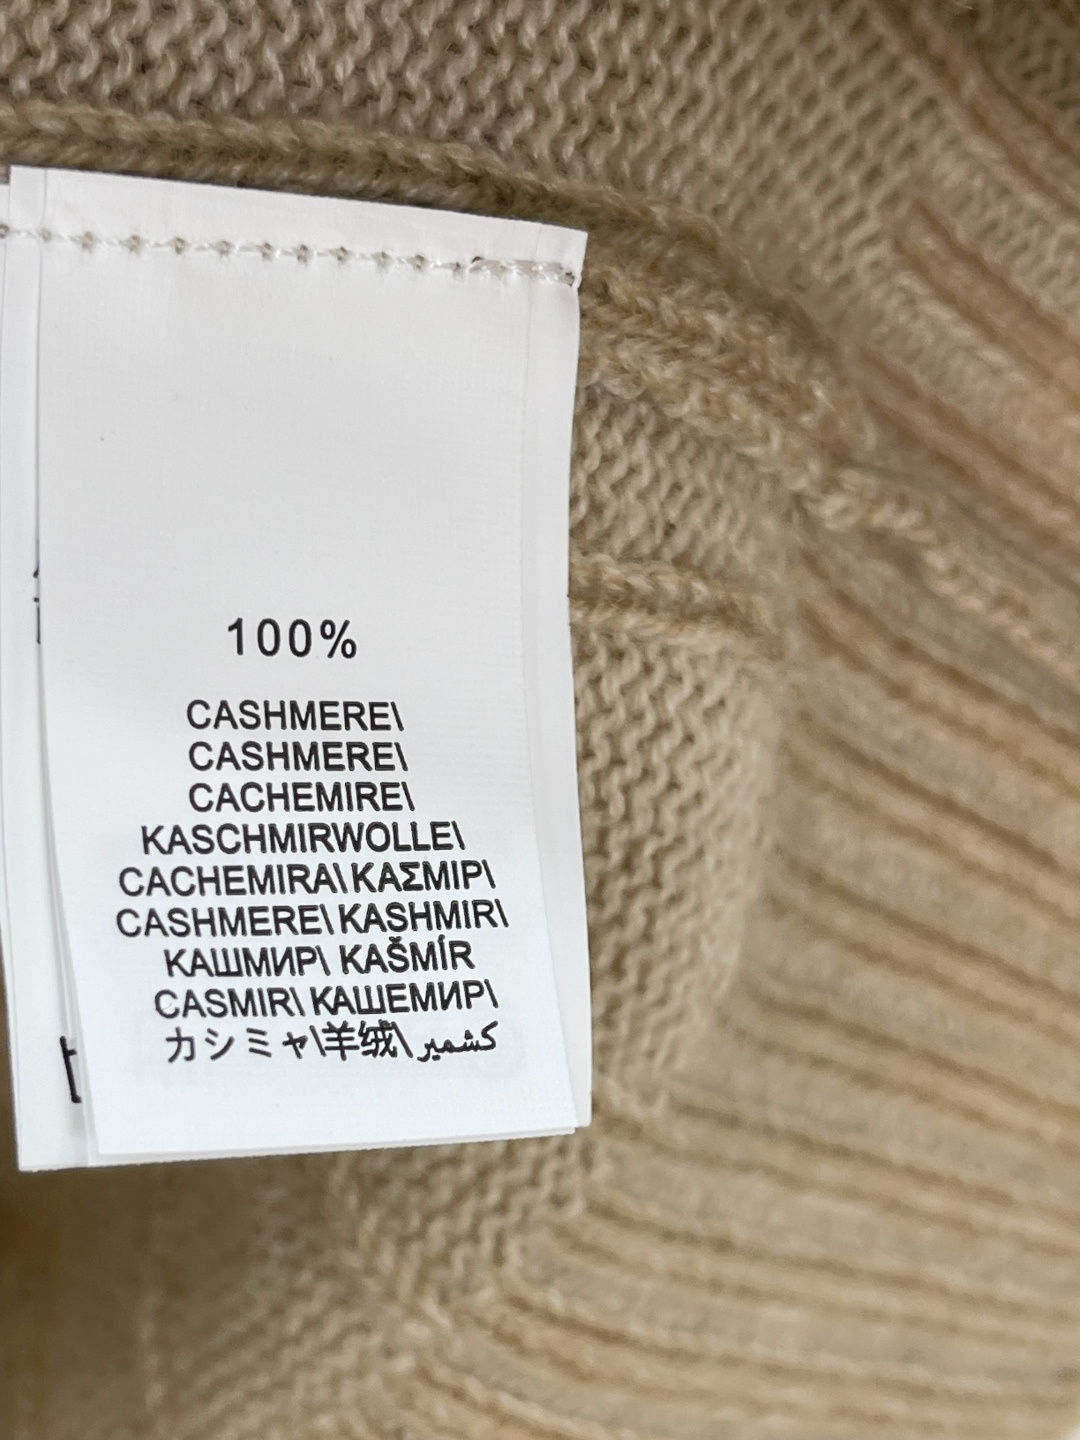 100%
CASHMERE\
CASHMERE\
CACHEMIRE\
KASCHMIRWOLLE\
CACHEMIRA\ ΚΑΣΜΙΡ\
CASHMERE\ KASHMIR\
КАШМИР\ KAŠMÍR
CASMIR\ КАШЕМИР\
カシミャ\羊绒\كشمير